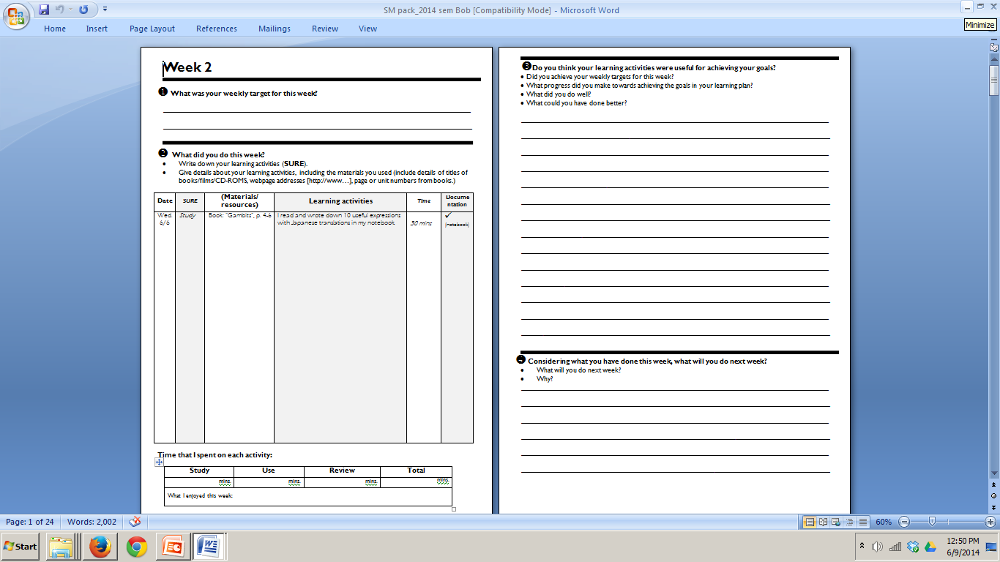 SM pack_2014 sem Bob [Compatibility Mode] - Microsoft Word
Minimize
Home Insert Page Layout References Mailings Review View
Week 2
❶ What was your weekly target for this week?
❷ What did you do this week?
• Write down your learning activities (SURE).
• Give details about your learning activities, including the materials you used (include details of titles of
books/films/CD-ROMS, webpage addresses [http://www…], page or unit numbers from books.)
Date SURE (Materials/ resources) Learning activities Time Docume ntation
Wed. Study Book: "Gambits", p. 4-6 I read and wrote down 10 useful expressions ✓
6/6 with Japanese translations in my notebook. 30 mins (notebook)
Time that I spent on each activity:
Study Use Review Total
mins. mins. mins. mins.
What I enjoyed this week:
❸ Do you think your learning activities were useful for achieving your goals?
• Did you achieve your weekly targets for this week?
• What progress did you make towards achieving the goals in your learning plan?
• What did you do well?
• What could you have done better?
❹ Considering what you have done this week, what will you do next week?
• What will you do next week?
• Why?
Page: 1 of 24 Words: 2,002 60%
Start 12:50 PM
6/9/2014